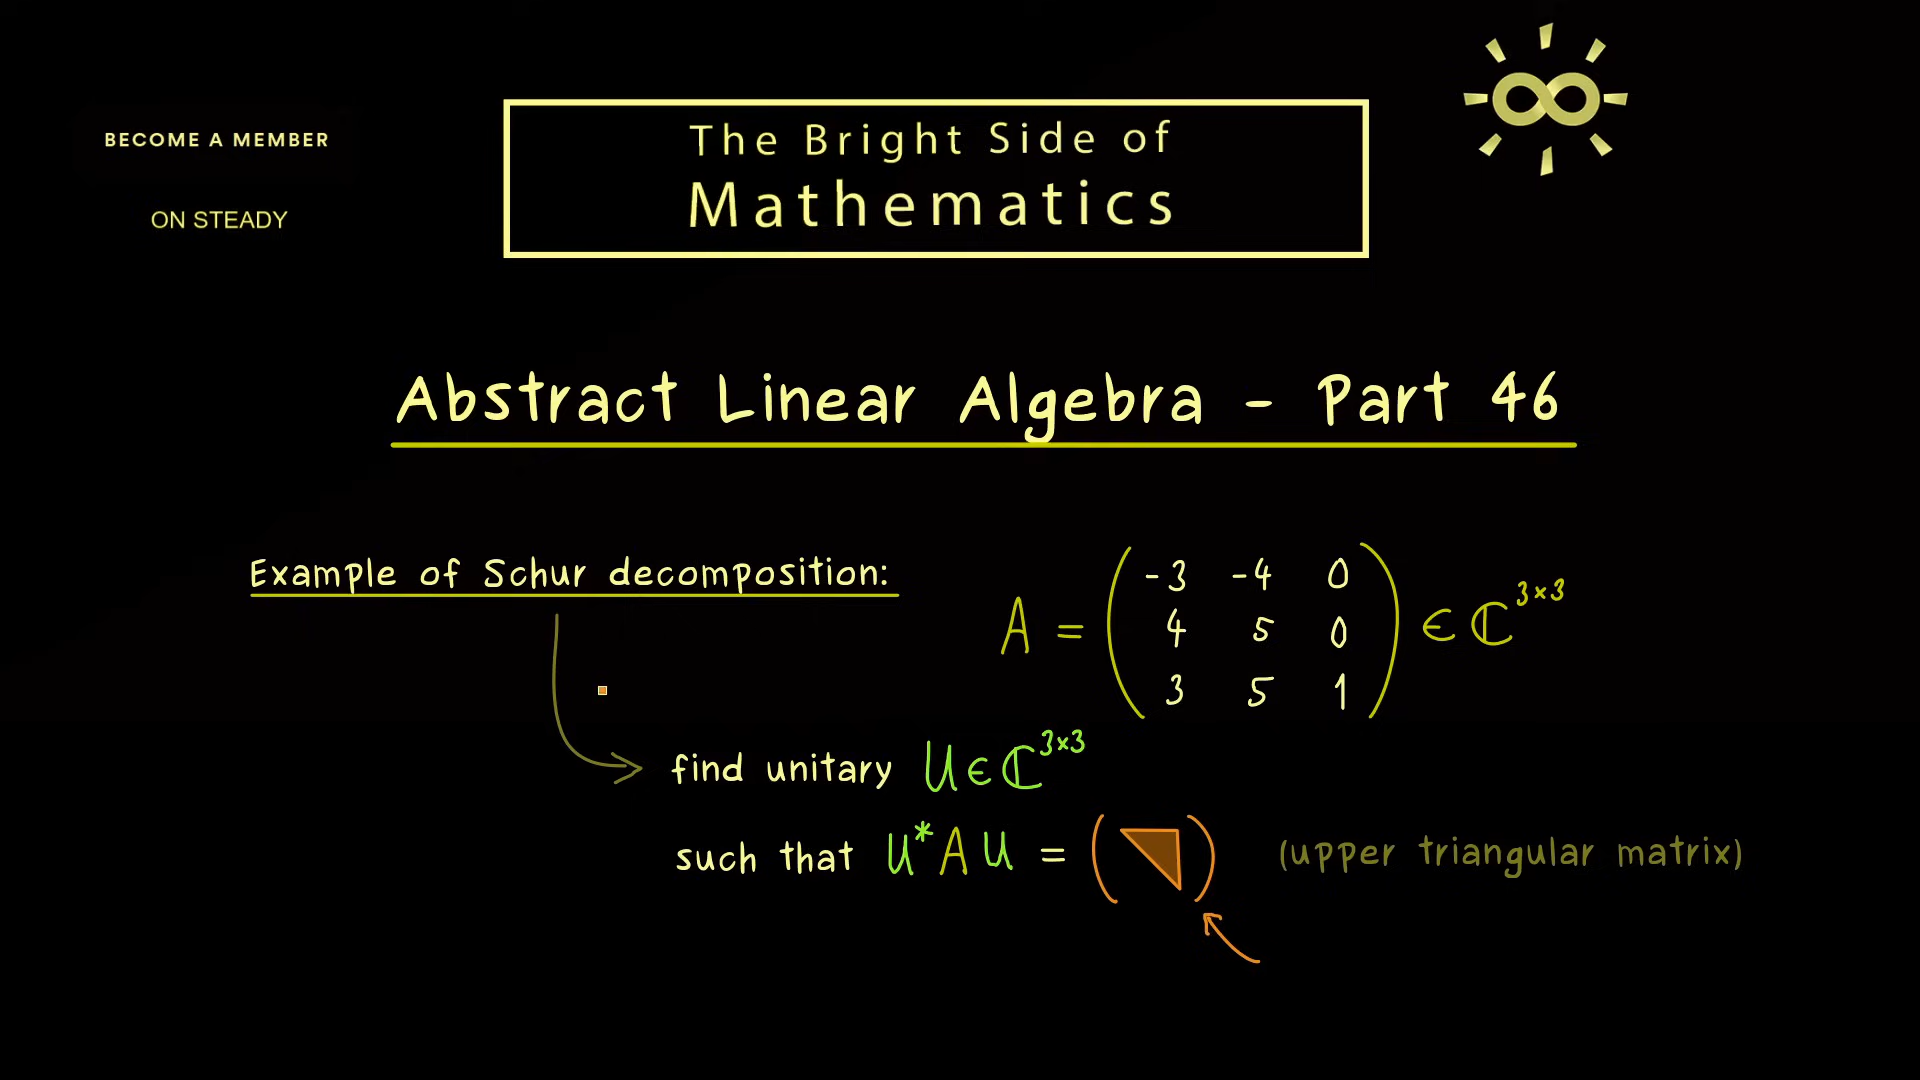 BECOME A MEMBER
ON STEADY
The Bright Side of
Mathematics
Abstract Linear Algebra - Part 46
Example of Schur decomposition:
A = ( -3 -4 0
4 5 0
3 5 1 ) ∈ ℂ^{3×3}
find unitary U ∈ ℂ^{3×3}
such that U* A U = ( ) (upper triangular matrix)